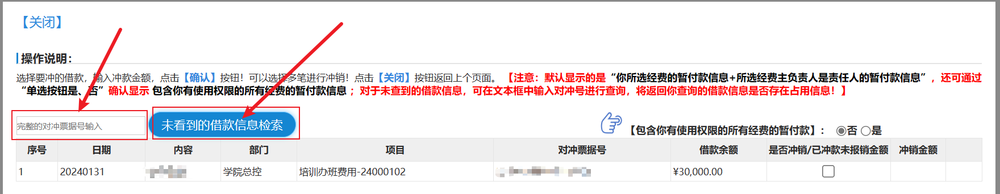 【关闭】
操作说明：
选择要冲的借款，输入冲款金额，点击【确认】按钮！可以选择多笔进行冲销！点击【关闭】按钮返回上个页面。 【注意：默认显示的是“你所选经费的暂付款信息+所选经费主负责人是责任人的暂付款信息”，还可通过
“单选按钮是、否”确认显示 包含你有使用权限的所有经费的暂付款信息 ；对于未查到的借款信息，可在文本框中输入对冲号进行查询，将返回你查询的借款信息是否存在占用信息！】
完整的对冲票据号输入 未看到的借款信息检索 【包含你有使用权限的所有经费的暂付款】： 否 是
序号 日期 内容 部门 项目 对冲票据号 借款余额 是否冲销/已冲款未报销金额 冲销金额
1 20240131 学院总控 培训办班费用-24000102 ¥30,000.00